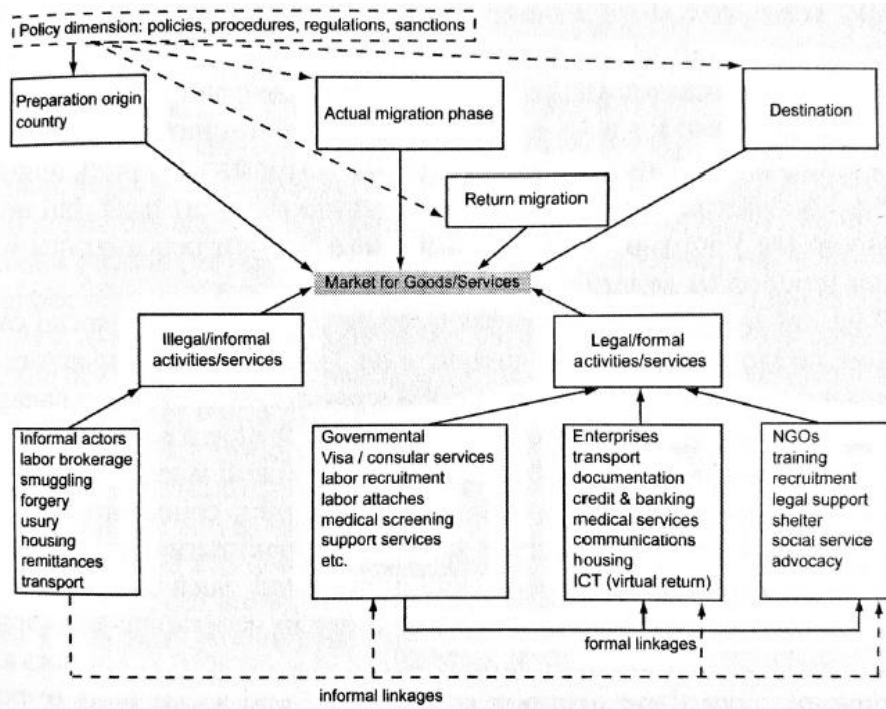 Policy dimension: policies, procedures, regulations, sanctions
Preparation origin
country
Actual migration phase
Destination
Return migration
Market for Goods/Services
Illegal/informal
activities/services
Legal/formal
activities/services
Informal actors
labor brokerage
smuggling
forgery
usury
housing
remittances
transport
Governmental
Visa / consular services
labor recruitment
labor attaches
medical screening
support services
etc.
Enterprises
transport
documentation
credit & banking
medical services
communications
housing
ICT (virtual return)
NGOs
training
recruitment
legal support
shelter
social service
advocacy
formal linkages
informal linkages